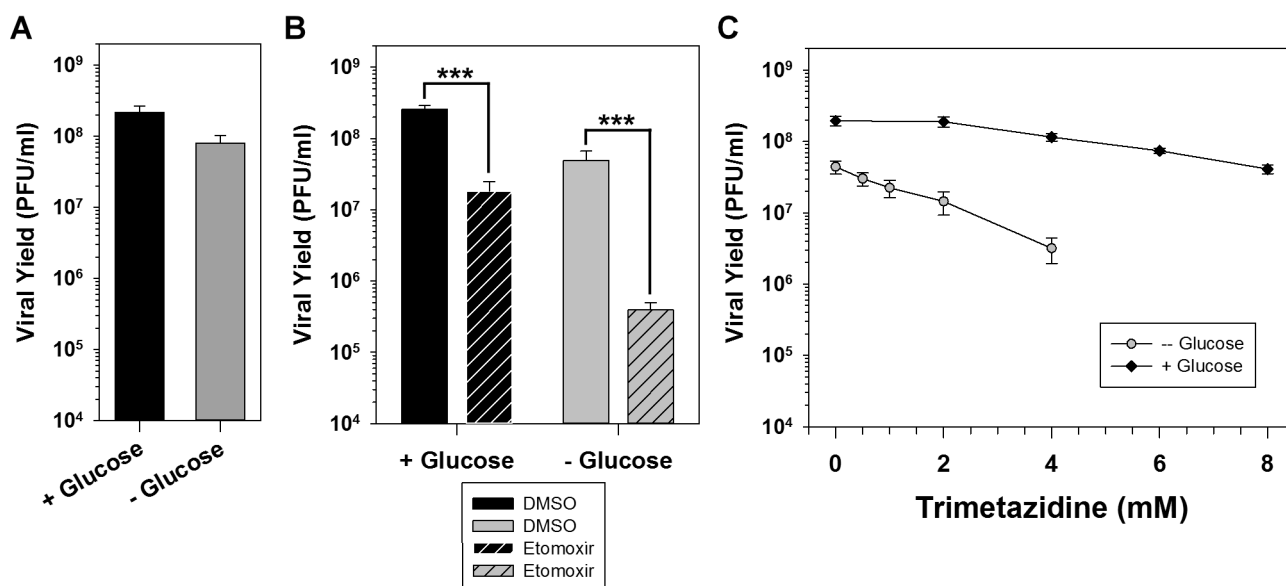 A
Viral Yield (PFU/ml)
10⁹
10⁸
10⁷
10⁶
10⁵
10⁴
+ Glucose
- Glucose
B
Viral Yield (PFU/ml)
10⁹
10⁸
10⁷
10⁶
10⁵
10⁴
***
***
+ Glucose
- Glucose
DMSO
DMSO
Etomoxir
Etomoxir
C
Viral Yield (PFU/ml)
10⁹
10⁸
10⁷
10⁶
10⁵
10⁴
-- Glucose
+ Glucose
0 2 4 6 8
Trimetazidine (mM)